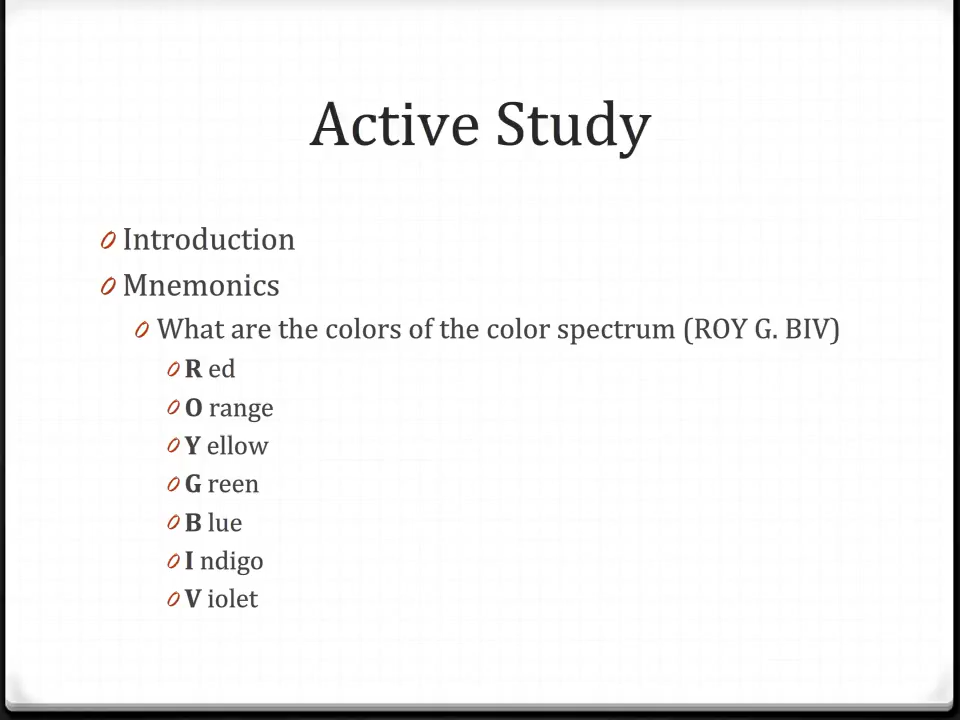 Active Study
Introduction
Mnemonics
What are the colors of the color spectrum (ROY G. BIV)
R ed
O range
Y ellow
G reen
B lue
I ndigo
V iolet